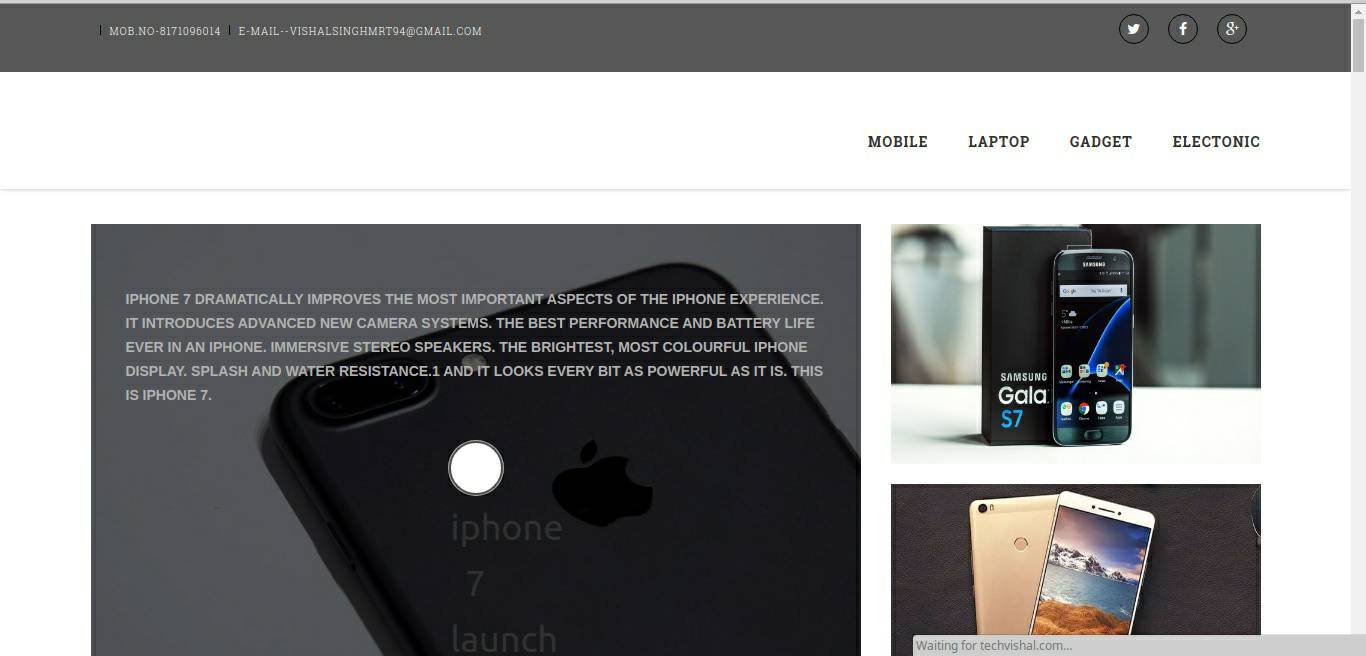 MOB.NO-8171096014
E-MAIL--VISHALSINGHMRT94@GMAIL.COM
MOBILE LAPTOP GADGET ELECTONIC
IPHONE 7 DRAMATICALLY IMPROVES THE MOST IMPORTANT ASPECTS OF THE IPHONE EXPERIENCE.
IT INTRODUCES ADVANCED NEW CAMERA SYSTEMS. THE BEST PERFORMANCE AND BATTERY LIFE
EVER IN AN IPHONE. IMMERSIVE STEREO SPEAKERS. THE BRIGHTEST, MOST COLOURFUL IPHONE
DISPLAY. SPLASH AND WATER RESISTANCE.1 AND IT LOOKS EVERY BIT AS POWERFUL AS IT IS. THIS
IS IPHONE 7.
iphone
7
launch
SAMSUNG
SAMSUNG
Gala
S7
Waiting for techvishal.com...